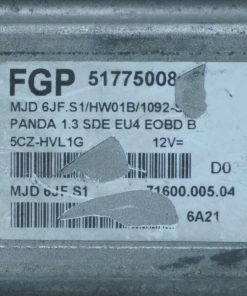 FGP 51775008
MJD 6JF.S1/HW01B/1092-
PANDA 1.3 SDE EU4 EOBD B
5CZ-HVL1G 12V=
D0
MJD 6JF.S1 71600.005.04
6A21